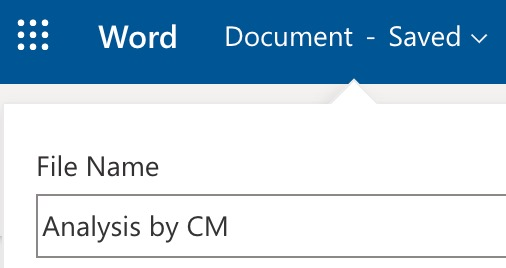 Word Document - Saved
File Name
Analysis by CM